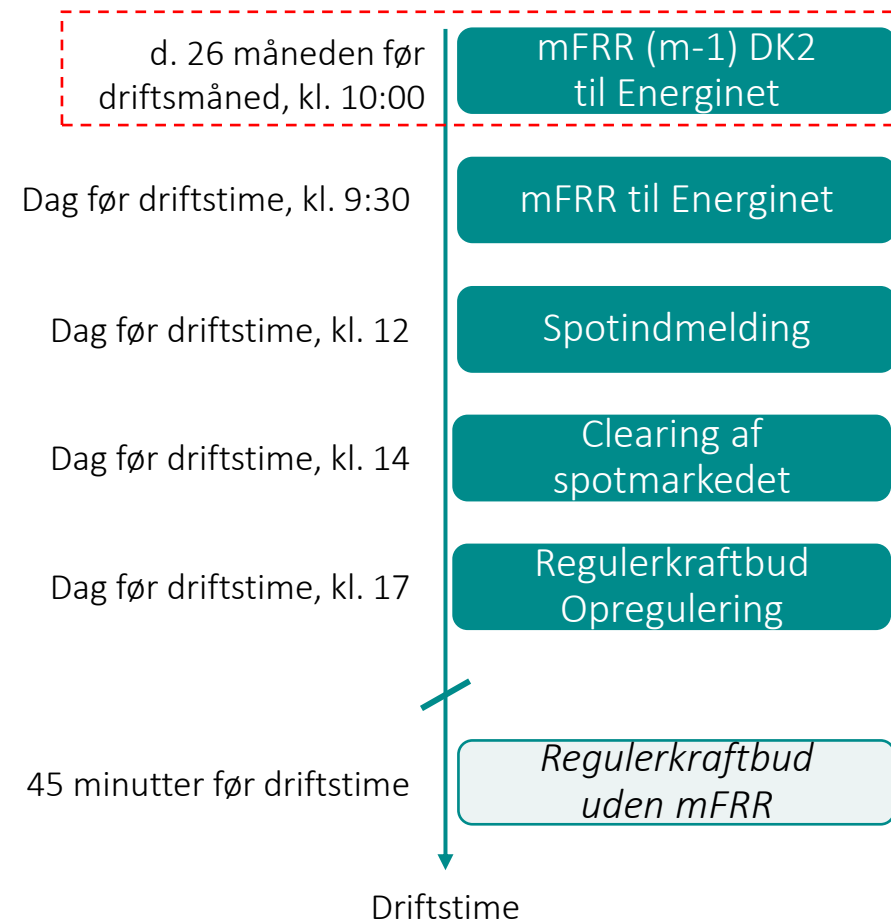 d. 26 måneden før
driftsmåned, kl. 10:00
mFRR (m-1) DK2
til Energinet
Dag før driftstime, kl. 9:30
mFRR til Energinet
Dag før driftstime, kl. 12
Spotindmelding
Dag før driftstime, kl. 14
Clearing af
spotmarkedet
Dag før driftstime, kl. 17
Regulerkraftbud
Opregulering
45 minutter før driftstime
Regulerkraftbud
uden mFRR
Driftstime